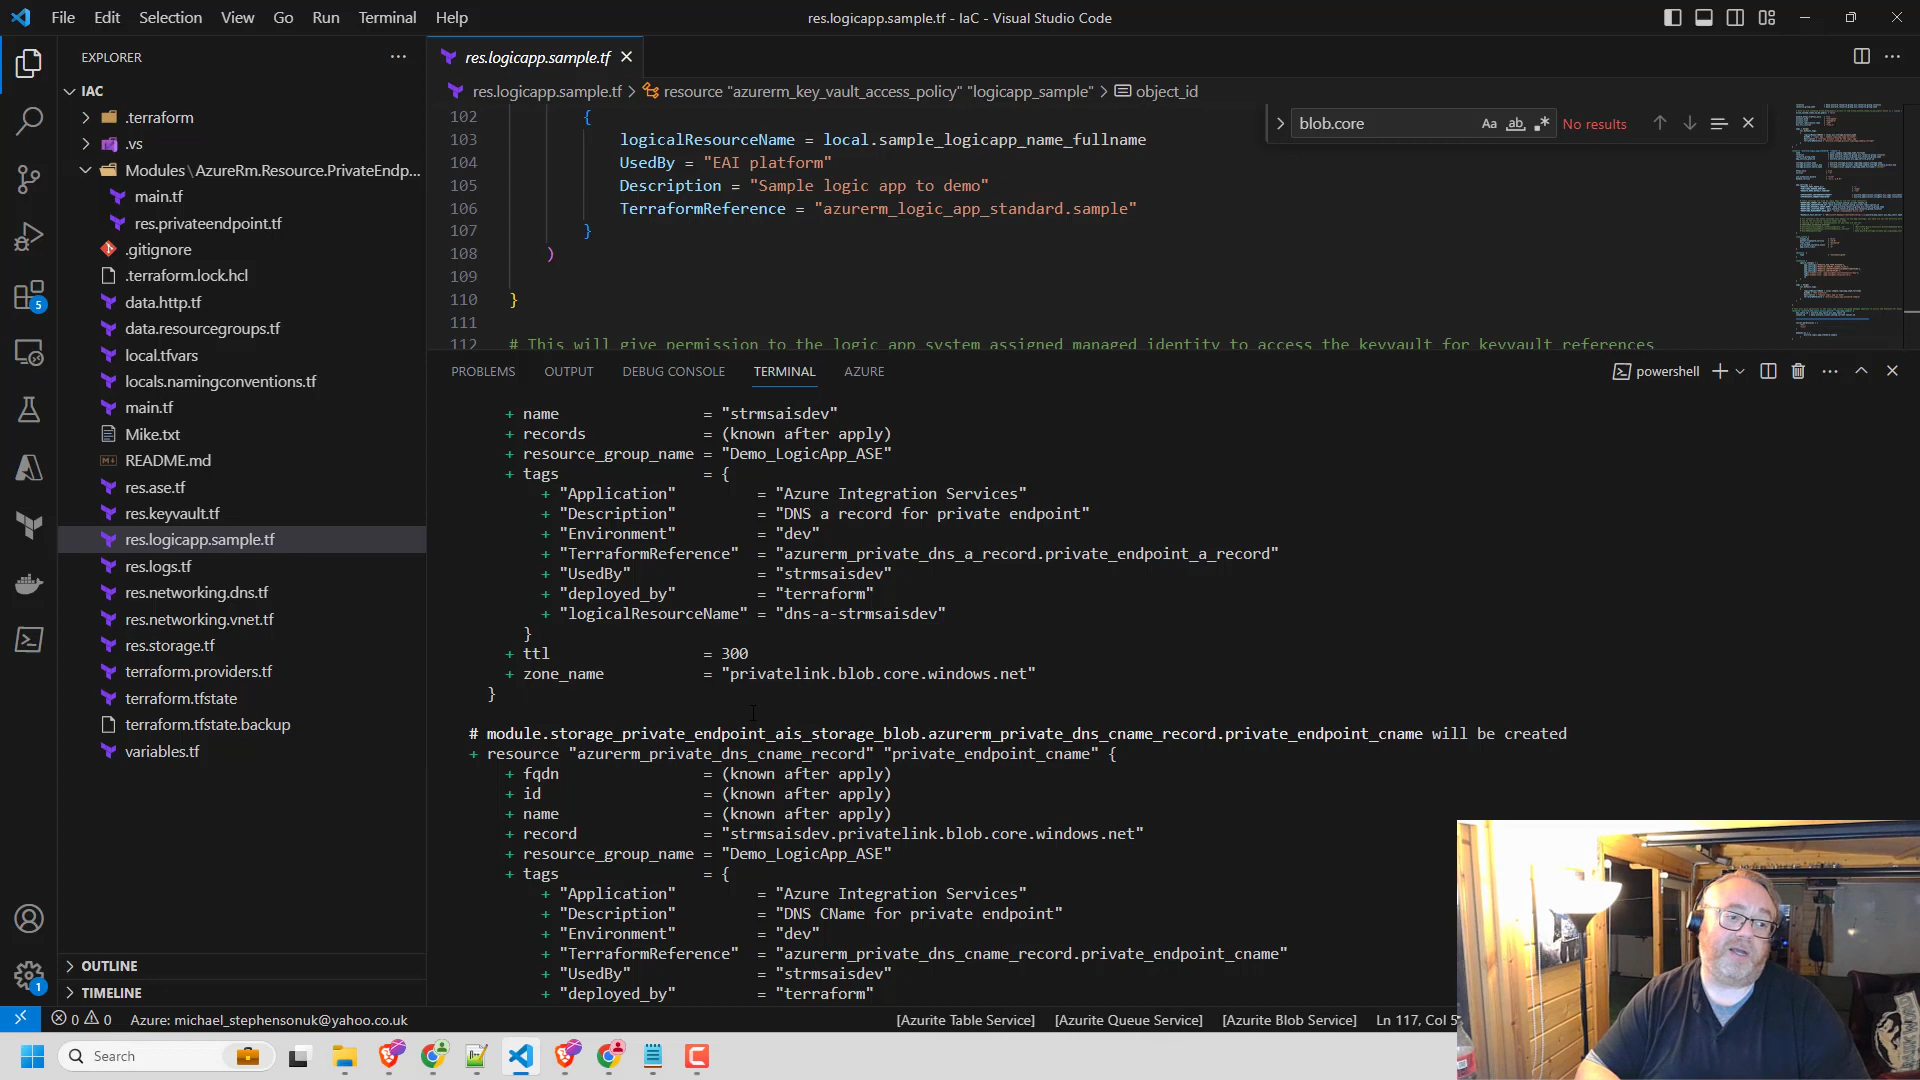 File Edit Selection View Go Run Terminal Help
res.logicapp.sample.tf - IaC - Visual Studio Code
EXPLORER
IAC
.terraform
.vs
Modules\AzureRm.Resource.PrivateEndp...
main.tf
res.privateendpoint.tf
.gitignore
.terraform.lock.hcl
data.http.tf
data.resourcegroups.tf
local.tfvars
locals.namingconventions.tf
main.tf
Mike.txt
README.md
res.ase.tf
res.keyvault.tf
res.logicapp.sample.tf
res.logs.tf
res.networking.dns.tf
res.networking.vnet.tf
res.storage.tf
terraform.providers.tf
terraform.tfstate
terraform.tfstate.backup
variables.tf
OUTLINE
TIMELINE
5
1
res.logicapp.sample.tf
res.logicapp.sample.tf > resource "azurerm_key_vault_access_policy" "logicapp_sample" > object_id
blob.core Aa ab No results
102 {
103 logicalResourceName = local.sample_logicapp_name_fullname
104 UsedBy = "EAI platform"
105 Description = "Sample logic app to demo"
106 TerraformReference = "azurerm_logic_app_standard.sample"
107 }
108 )
109
110 }
111
112 # This will give permission to the logic app system assigned managed identity to access the keyvault for keyvault references
PROBLEMS OUTPUT DEBUG CONSOLE TERMINAL AZURE
powershell
+ name = "strmsaisdev"
+ records = (known after apply)
+ resource_group_name = "Demo_LogicApp_ASE"
+ tags = {
+ "Application" = "Azure Integration Services"
+ "Description" = "DNS a record for private endpoint"
+ "Environment" = "dev"
+ "TerraformReference" = "azurerm_private_dns_a_record.private_endpoint_a_record"
+ "UsedBy" = "strmsaisdev"
+ "deployed_by" = "terraform"
+ "logicalResourceName" = "dns-a-strmsaisdev"
}
+ ttl = 300
+ zone_name = "privatelink.blob.core.windows.net"
}
# module.storage_private_endpoint_ais_storage_blob.azurerm_private_dns_cname_record.private_endpoint_cname will be created
+ resource "azurerm_private_dns_cname_record" "private_endpoint_cname" {
+ fqdn = (known after apply)
+ id = (known after apply)
+ name = (known after apply)
+ record = "strmsaisdev.privatelink.blob.core.windows.net"
+ resource_group_name = "Demo_LogicApp_ASE"
+ tags = {
+ "Application" = "Azure Integration Services"
+ "Description" = "DNS CName for private endpoint"
+ "Environment" = "dev"
+ "TerraformReference" = "azurerm_private_dns_cname_record.private_endpoint_cname"
+ "UsedBy" = "strmsaisdev"
+ "deployed_by" = "terraform"
0 0 Azure: michael_stephensonuk@yahoo.co.uk
[Azurite Table Service] [Azurite Queue Service] [Azurite Blob Service] Ln 117, Col 5
Search